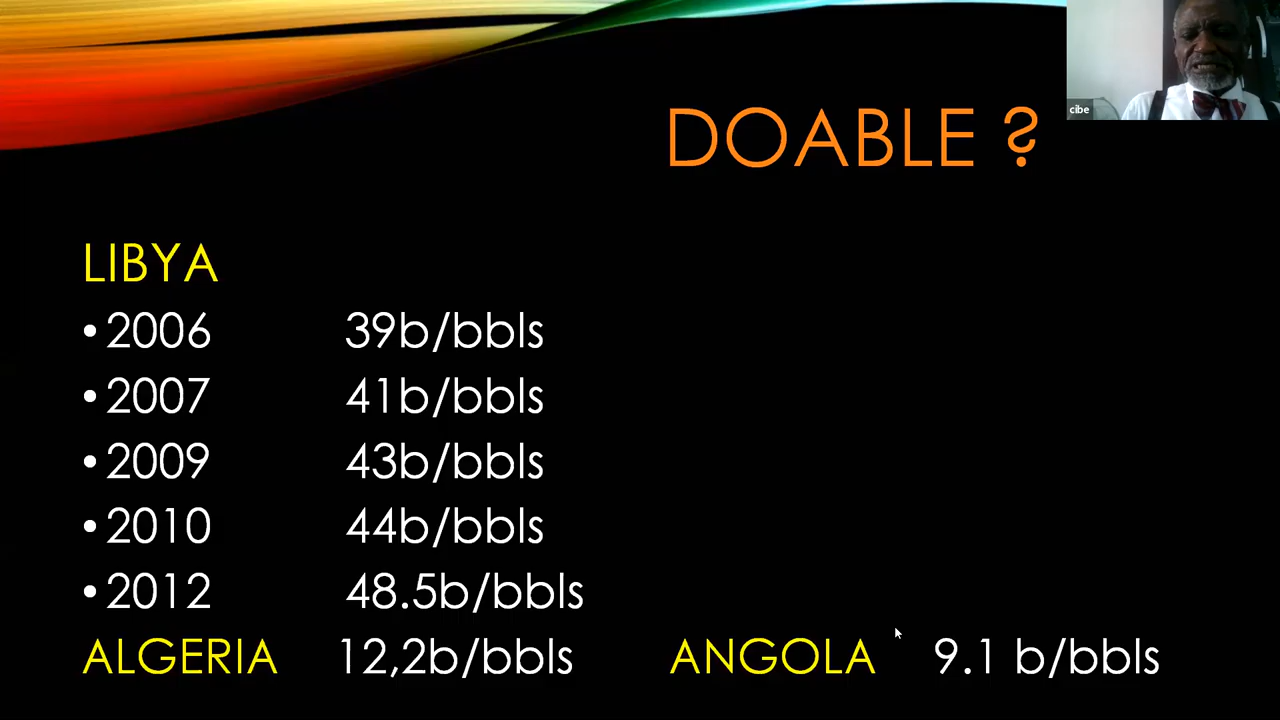 cibe
DOABLE ?
LIBYA
• 2006 39b/bbls
• 2007 41b/bbls
• 2009 43b/bbls
• 2010 44b/bbls
• 2012 48.5b/bbls
ALGERIA 12,2b/bbls ANGOLA 9.1 b/bbls